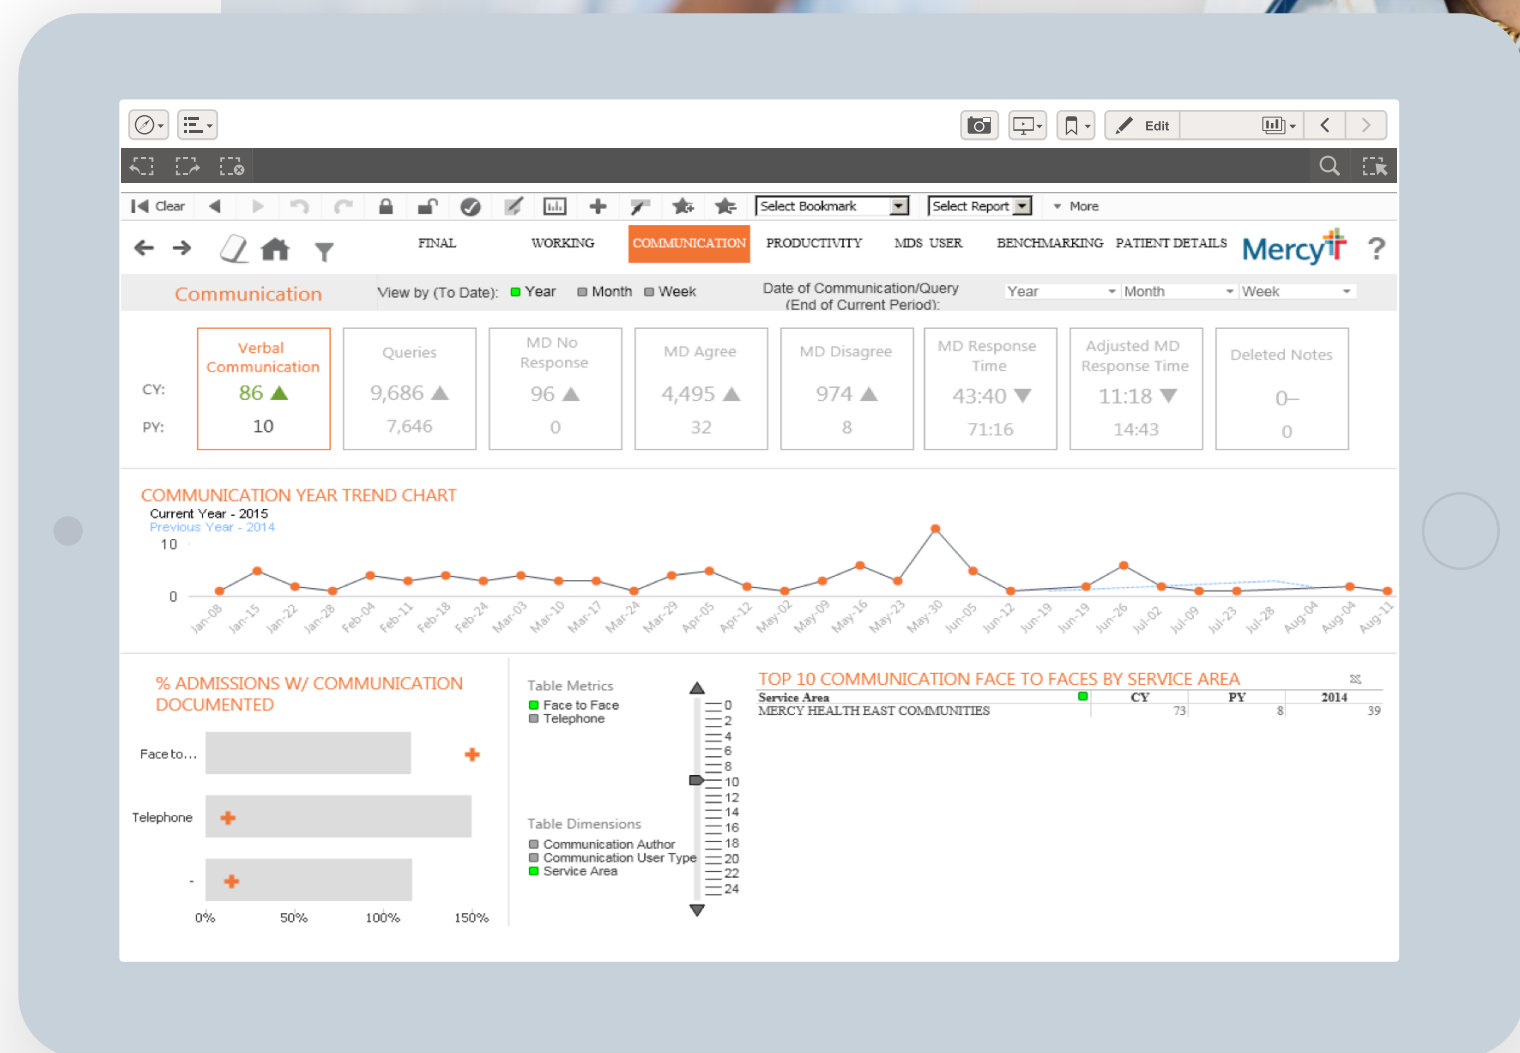 Edit
Clear
Select Bookmark
Select Report
More
FINAL WORKING COMMUNICATION PRODUCTIVITY MDS USER BENCHMARKING PATIENT DETAILS Mercy ?
Communication
View by (To Date): Year Month Week
Date of Communication/Query
(End of Current Period):
Year Month Week
Verbal
Communication
CY: 86
PY: 10
Queries
9,686
7,646
MD No
Response
96
0
MD Agree
4,495
32
MD Disagree
974
8
MD Response
Time
43:40
71:16
Adjusted MD
Response Time
11:18
14:43
Deleted Notes
0–
0
COMMUNICATION YEAR TREND CHART
Current Year - 2015
Previous Year - 2014
10
0
Jan-08 Jan-15 Jan-22 Jan-28 Feb-04 Feb-11 Feb-18 Feb-24 Mar-03 Mar-10 Mar-17 Mar-24 Mar-29 Apr-05 Apr-12 May-02 May-09 May-16 May-23 May-30 Jun-05 Jun-12 Jun-19 Jun-19 Jun-26 Jul-02 Jul-09 Jul-23 Jul-28 Aug-04 Aug-04 Aug-11
% ADMISSIONS W/ COMMUNICATION
DOCUMENTED
Face to...
Telephone
-
0% 50% 100% 150%
Table Metrics
Face to Face
Telephone
Table Dimensions
Communication Author
Communication User Type
Service Area
0
2
4
6
8
10
12
14
16
18
20
22
24
TOP 10 COMMUNICATION FACE TO FACES BY SERVICE AREA
Service Area CY PY 2014
MERCY HEALTH EAST COMMUNITIES 73 8 39